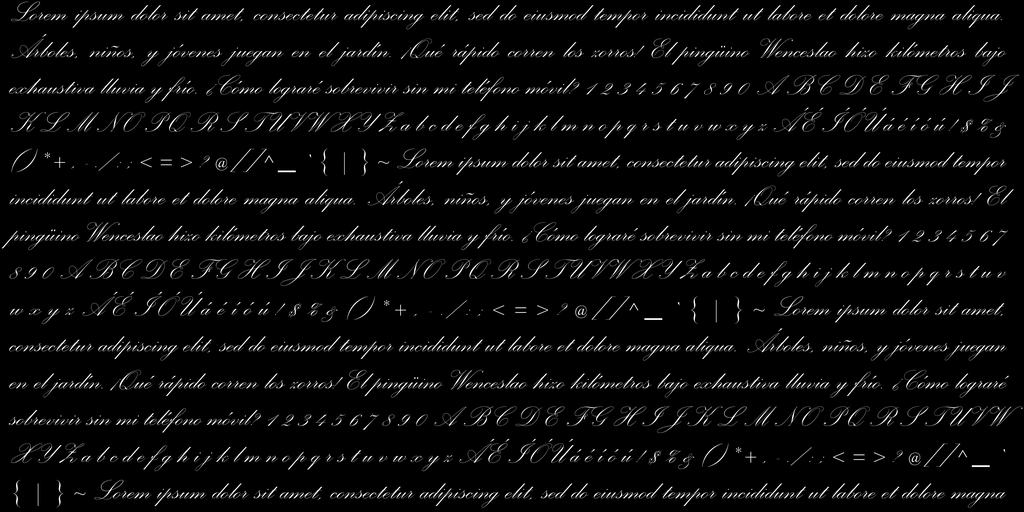 Lorem ipsum dolor sit amet, consectetur adipiscing elit, sed do eiusmod tempor incididunt ut labore et dolore magna aliqua.
Árboles, niños, y jóvenes juegan en el jardín. ¡Qué rápido corren los zorros! El pingüino Wenceslao hizo kilómetros bajo
exhaustiva lluvia y frío. ¿Cómo lograré sobrevivir sin mi teléfono móvil? 1 2 3 4 5 6 7 8 9 0 A B C D E F G H I J
K L M N O P Q R S T U V W X Y Z a b c d e f g h i j k l m n o p q r s t u v w x y z Á É Í Ó Ú á é í ó ú ! $ % &
( ) * + , - . / : ; < = > ? @ [ ] ^ _ ` { | } ~ Lorem ipsum dolor sit amet, consectetur adipiscing elit, sed do eiusmod tempor
incididunt ut labore et dolore magna aliqua. Árboles, niños, y jóvenes juegan en el jardín. ¡Qué rápido corren los zorros! El
pingüino Wenceslao hizo kilómetros bajo exhaustiva lluvia y frío. ¿Cómo lograré sobrevivir sin mi teléfono móvil? 1 2 3 4 5 6 7
8 9 0 A B C D E F G H I J K L M N O P Q R S T U V W X Y Z a b c d e f g h i j k l m n o p q r s t u v
w x y z Á É Í Ó Ú á é í ó ú ! $ % & ( ) * + , - . / : ; < = > ? @ [ ] ^ _ ` { | } ~ Lorem ipsum dolor sit amet,
consectetur adipiscing elit, sed do eiusmod tempor incididunt ut labore et dolore magna aliqua. Árboles, niños, y jóvenes juegan
en el jardín. ¡Qué rápido corren los zorros! El pingüino Wenceslao hizo kilómetros bajo exhaustiva lluvia y frío. ¿Cómo lograré
sobrevivir sin mi teléfono móvil? 1 2 3 4 5 6 7 8 9 0 A B C D E F G H I J K L M N O P Q R S T U V W
X Y Z a b c d e f g h i j k l m n o p q r s t u v w x y z Á É Í Ó Ú á é í ó ú ! $ % & ( ) * + , - . / : ; < = > ? @ [ ] ^ _ `
{ | } ~ Lorem ipsum dolor sit amet, consectetur adipiscing elit, sed do eiusmod tempor incididunt ut labore et dolore magna